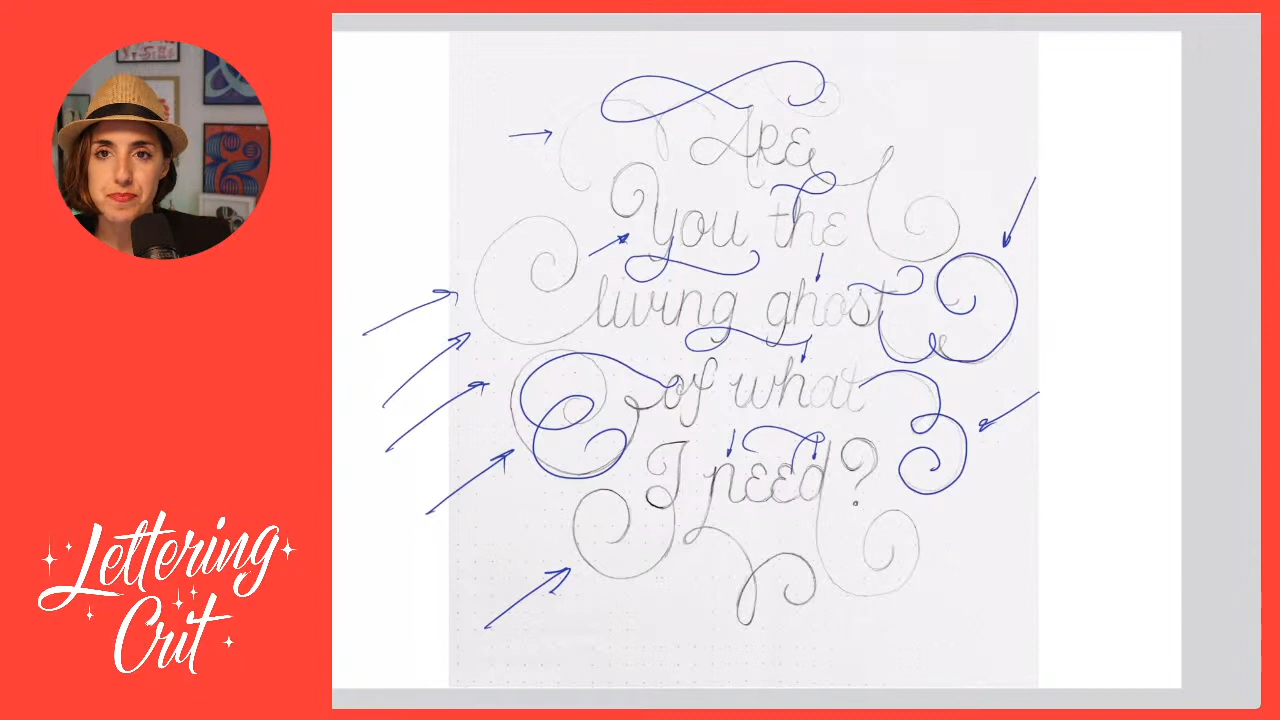 Are
You the
living ghost
of what
I need?
Lettering
Crit